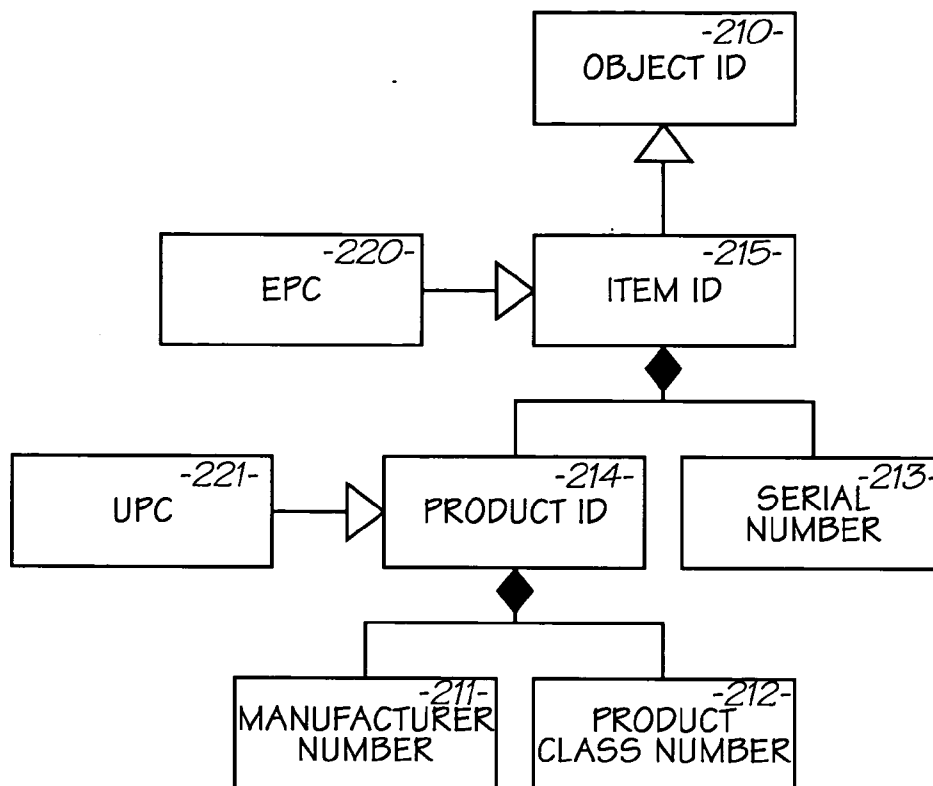 -210-
OBJECT ID
-220-
EPC
-215-
ITEM ID
-221-
UPC
-214-
PRODUCT ID
-213-
SERIAL
NUMBER
-211-
MANUFACTURER
NUMBER
-212-
PRODUCT
CLASS NUMBER